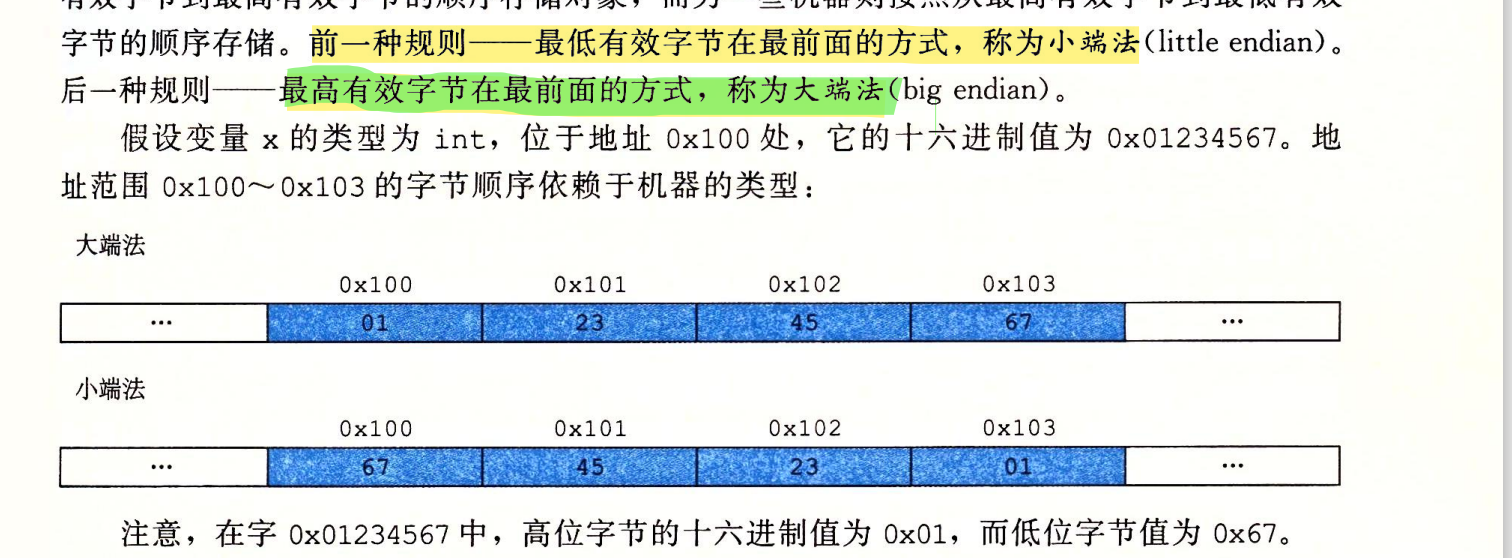 字节的顺序存储。前一种规则——最低有效字节在最前面的方式，称为小端法(little endian)。
后一种规则——最高有效字节在最前面的方式，称为大端法(big endian)。
假设变量 x 的类型为 int，位于地址 0x100 处，它的十六进制值为 0x01234567。地
址范围 0x100～0x103 的字节顺序依赖于机器的类型：
大端法
0x100 0x101 0x102 0x103
… 01 23 45 67 …
小端法
0x100 0x101 0x102 0x103
… 67 45 23 01 …
注意，在字 0x01234567 中，高位字节的十六进制值为 0x01，而低位字节值为 0x67。